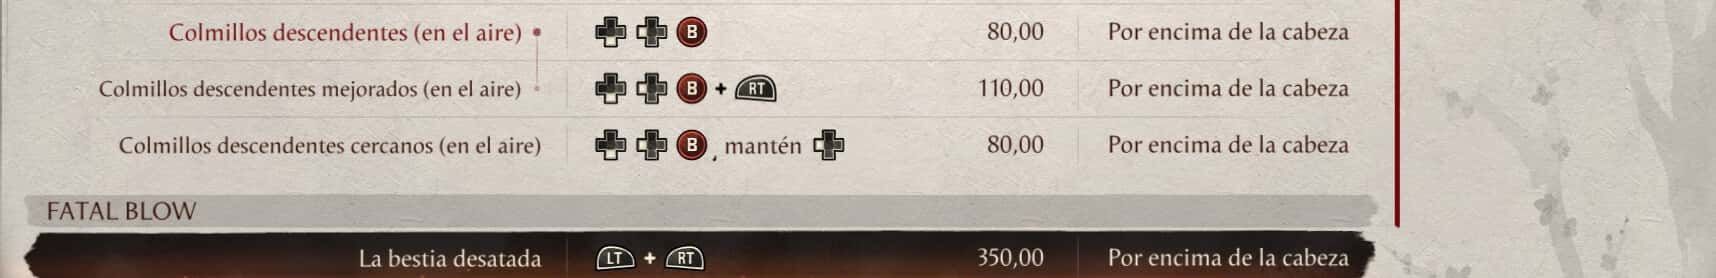 Colmillos descendentes (en el aire) B 80,00 Por encima de la cabeza
Colmillos descendentes mejorados (en el aire) B + RT 110,00 Por encima de la cabeza
Colmillos descendentes cercanos (en el aire) B , mantén 80,00 Por encima de la cabeza
FATAL BLOW
La bestia desatada LT + RT 350,00 Por encima de la cabeza